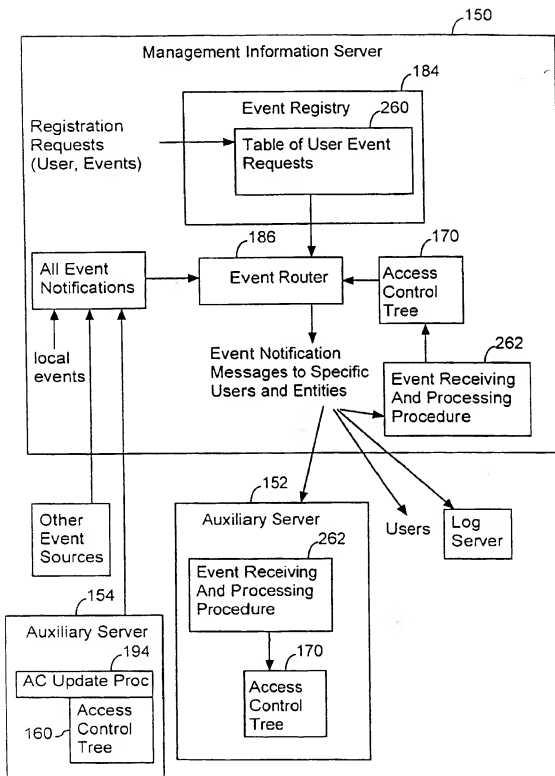 150
Management Information Server
184
Event Registry
260
Registration
Requests
(User, Events)
Table of User Event
Requests
186
170
All Event
Notifications
Event Router
Access
Control
Tree
local
events
262
Event Notification
Messages to Specific
Users and Entities
Event Receiving
And Processing
Procedure
152
Other
Event
Sources
Auxiliary Server
Users
Log
Server
262
Event Receiving
And Processing
Procedure
154
Auxiliary Server
194
AC Update Proc
170
Access
Control
Tree
160
Access
Control
Tree